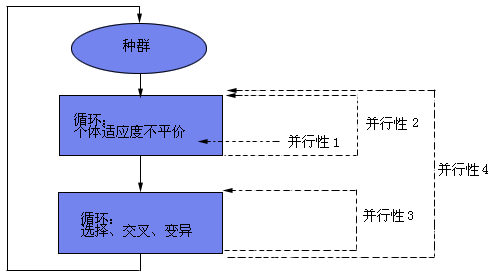 种群
循环:
个体适应度不平价
并行性1
并行性2
并行性4
循环:
选择、交叉、变异
并行性3